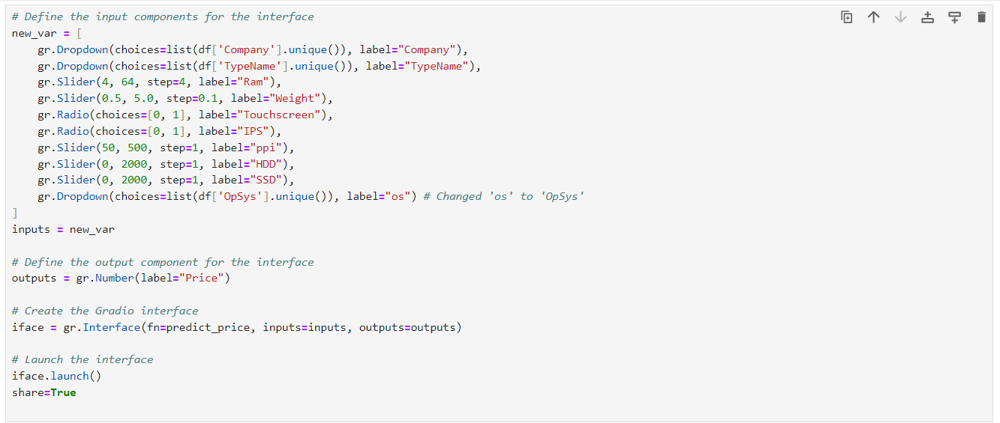 # Define the input components for the interface
new_var = [
    gr.Dropdown(choices=list(df['Company'].unique()), label="Company"),
    gr.Dropdown(choices=list(df['TypeName'].unique()), label="TypeName"),
    gr.Slider(4, 64, step=4, label="Ram"),
    gr.Slider(0.5, 5.0, step=0.1, label="Weight"),
    gr.Radio(choices=[0, 1], label="Touchscreen"),
    gr.Radio(choices=[0, 1], label="IPS"),
    gr.Slider(50, 500, step=1, label="ppi"),
    gr.Slider(0, 2000, step=1, label="HDD"),
    gr.Slider(0, 2000, step=1, label="SSD"),
    gr.Dropdown(choices=list(df['OpSys'].unique()), label="os") # Changed 'os' to 'OpSys'
]
inputs = new_var

# Define the output component for the interface
outputs = gr.Number(label="Price")

# Create the Gradio interface
iface = gr.Interface(fn=predict_price, inputs=inputs, outputs=outputs)

# Launch the interface
iface.launch()
share=True